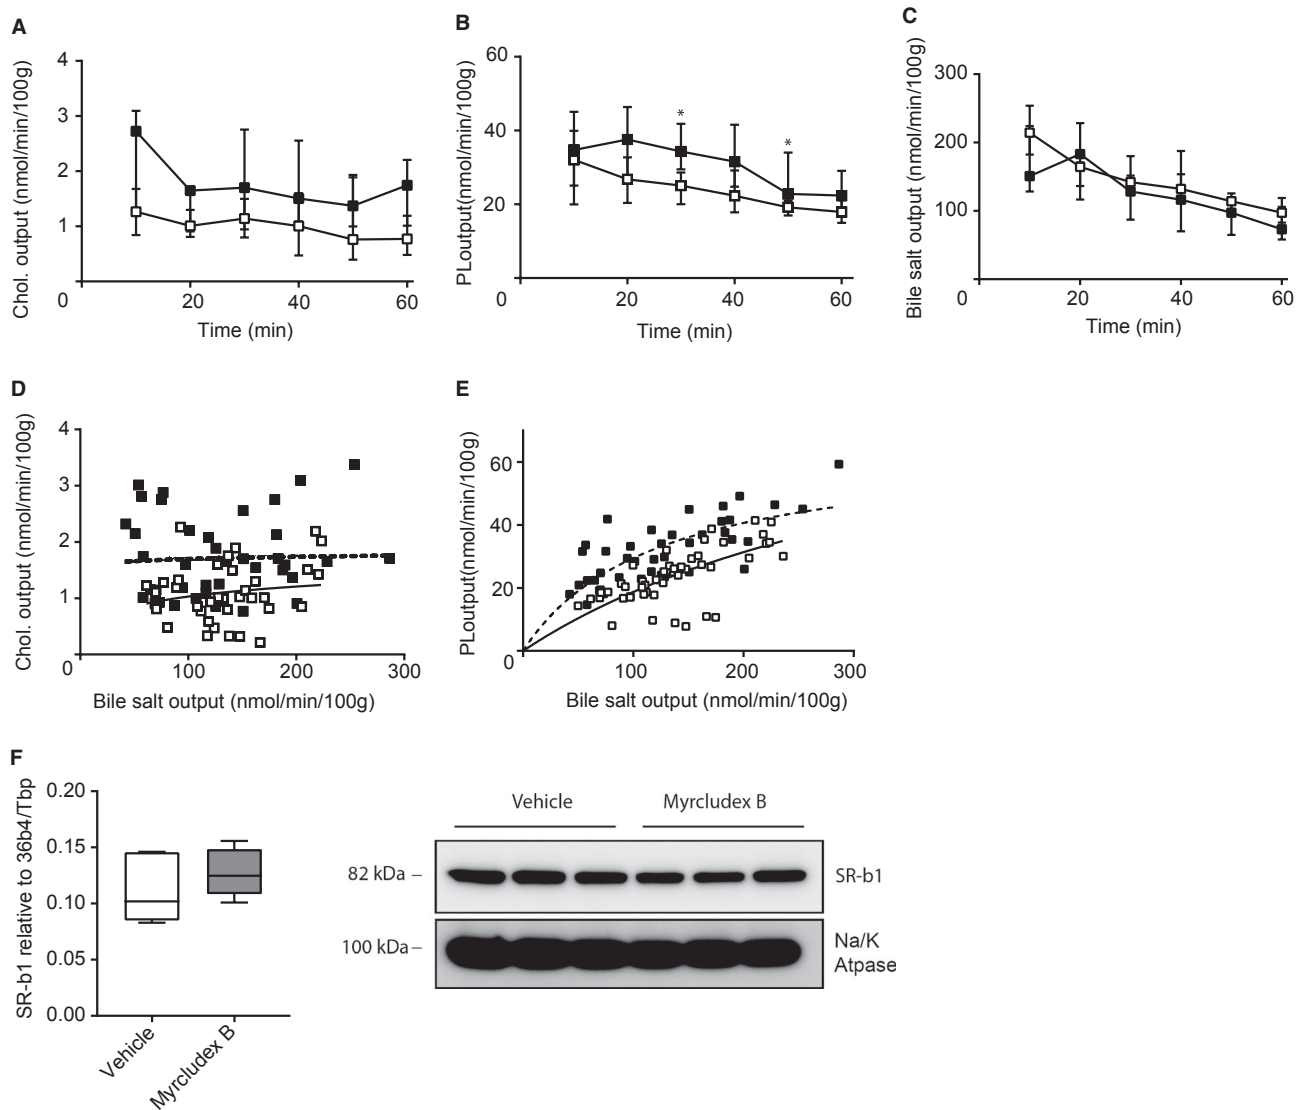 A
Chol. output (nmol/min/100g)
4
3
2
1
0
20
40
60
Time (min)
B
PLoutput(nmol/min/100g)
60
40
20
0
*
*
20
40
60
Time (min)
C
Bile salt output (nmol/min/100g)
300
200
100
0
20
40
60
Time (min)
D
Chol. output (nmol/min/100g)
4
3
2
1
0
100
200
300
Bile salt output (nmol/min/100g)
E
PLoutput(nmol/min/100g)
60
40
20
0
100
200
300
Bile salt output (nmol/min/100g)
F
SR-b1 relative to 36b4/Tbp
0.20
0.15
0.10
0.05
0.00
Vehicle
Myrcludex B
Vehicle
Myrcludex B
82 kDa –
SR-b1
100 kDa –
Na/K
Atpase